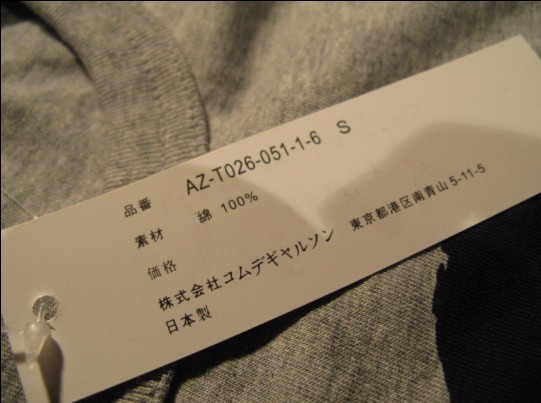 品番 AZ-T026-051-1-6 S
素材 綿 100%
価格
株式会社コムデギャルソン 東京都港区南青山 5-11-5
日本製